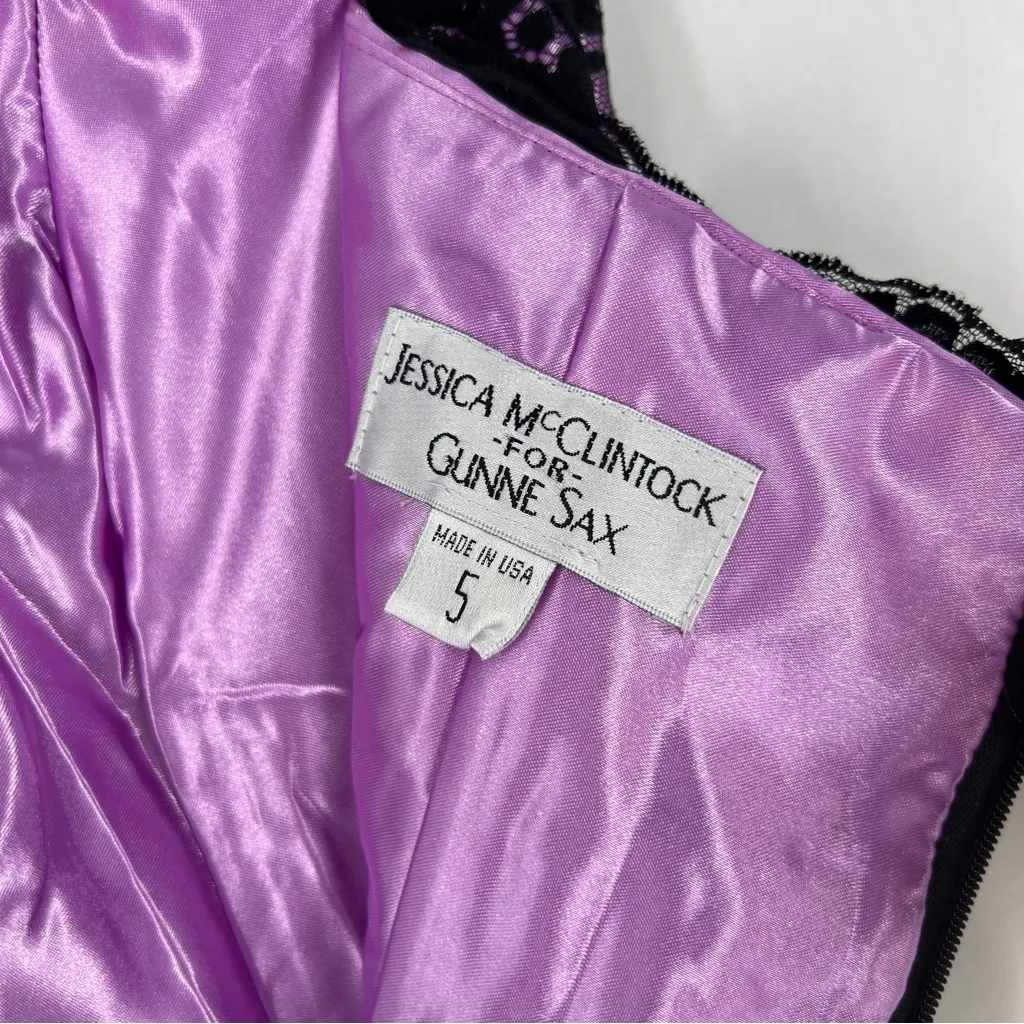 JESSICA McCLINTOCK
-FOR-
GUNNE SAX
MADE IN USA
5